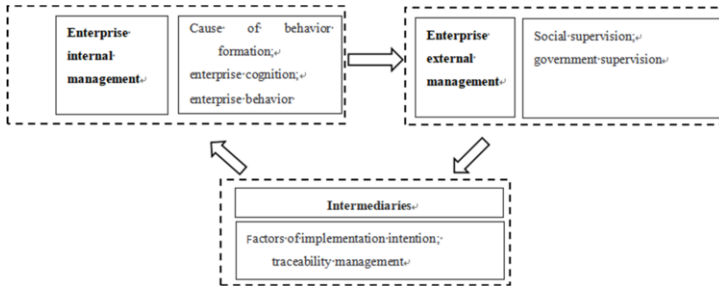 Enterprise
internal
management
Cause of behavior
formation;
enterprise cognition;
enterprise behavior
Enterprise
external
management
Social supervision;
government supervision
Intermediaries
Factors of implementation intention;
traceability management